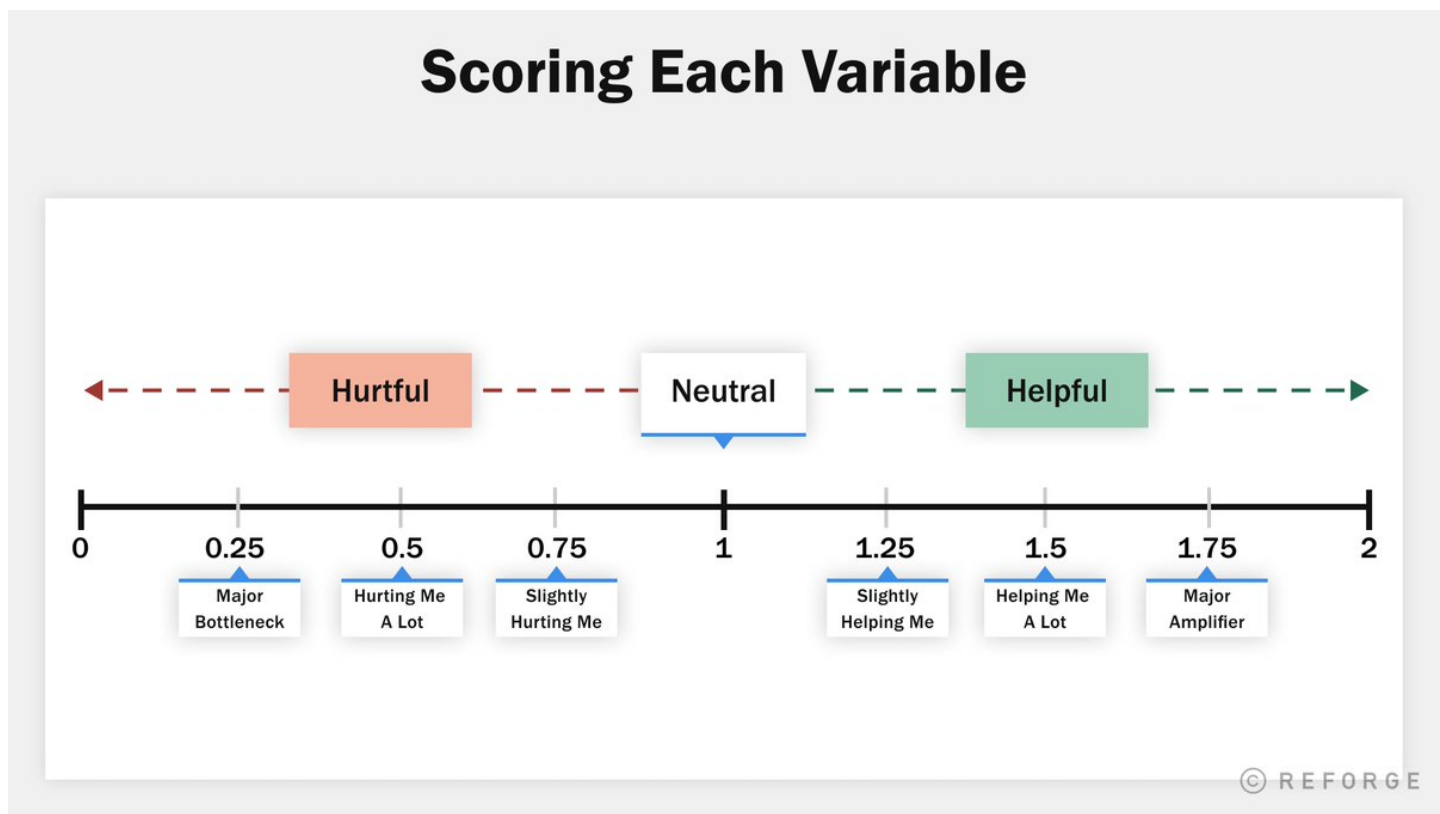 Scoring Each Variable
Hurtful
Neutral
Helpful
0
0.25
0.5
0.75
1
1.25
1.5
1.75
2
Major
Bottleneck
Hurting Me
A Lot
Slightly
Hurting Me
Slightly
Helping Me
Helping Me
A Lot
Major
Amplifier
© REFORGE